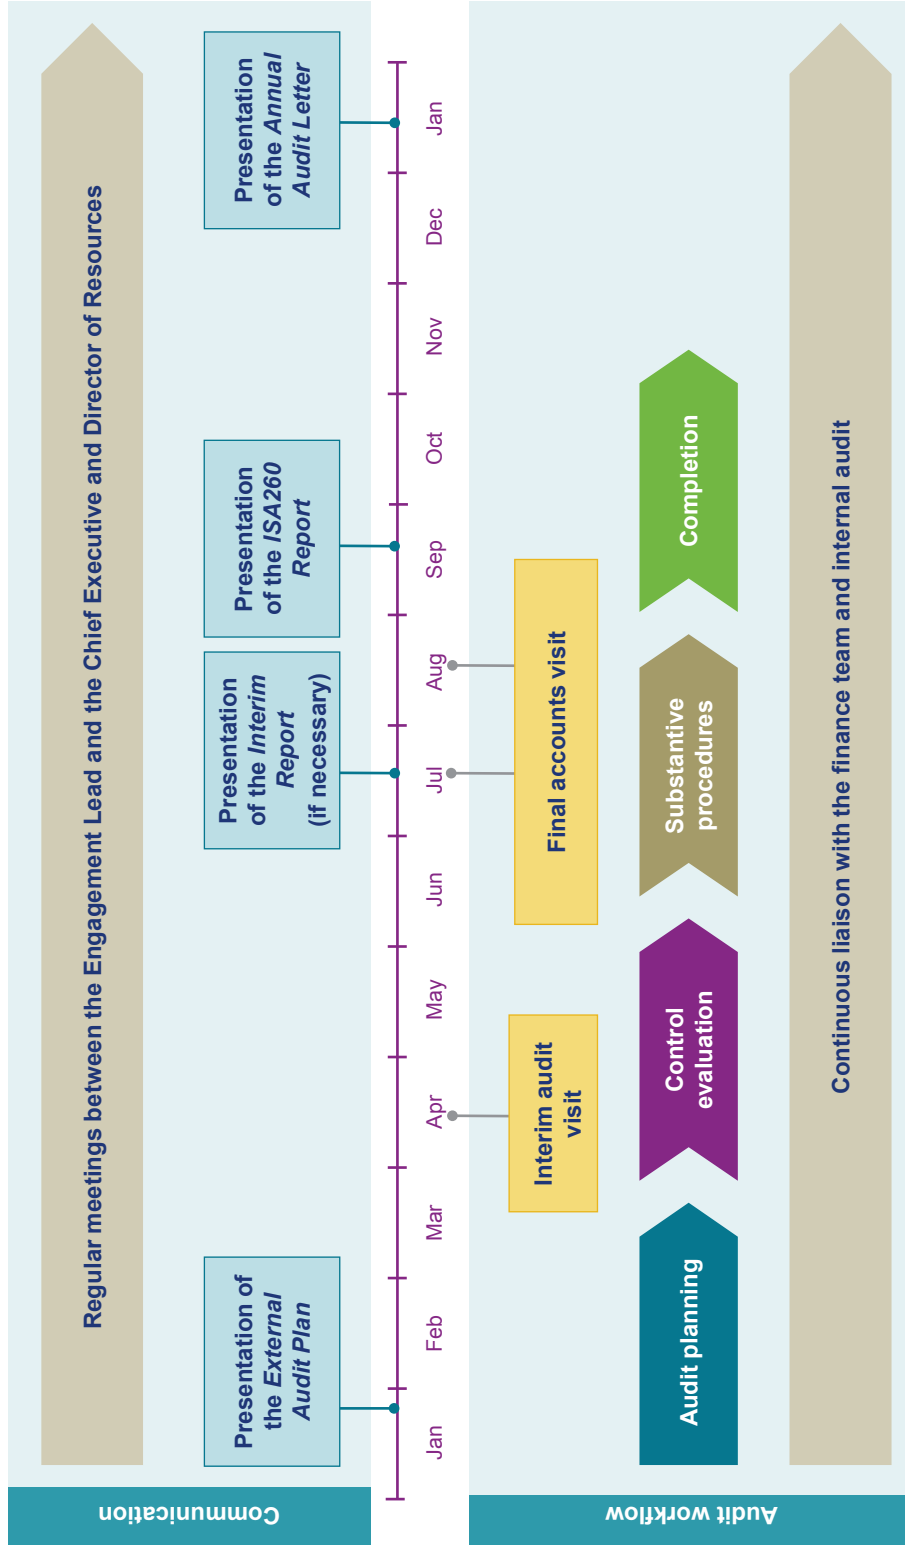 Communication
Regular meetings between the Engagement Lead and the Chief Executive and Director of Resources
Presentation of
the External
Audit Plan
Presentation
of the Interim
Report
(if necessary)
Presentation
of the ISA260
Report
Presentation
of the Annual
Audit Letter
Jan
Feb
Mar
Apr
May
Jun
Jul
Aug
Sep
Oct
Nov
Dec
Jan
Audit workflow
Interim audit
visit
Final accounts visit
Audit planning
Control
evaluation
Substantive
procedures
Completion
Continuous liaison with the finance team and internal audit